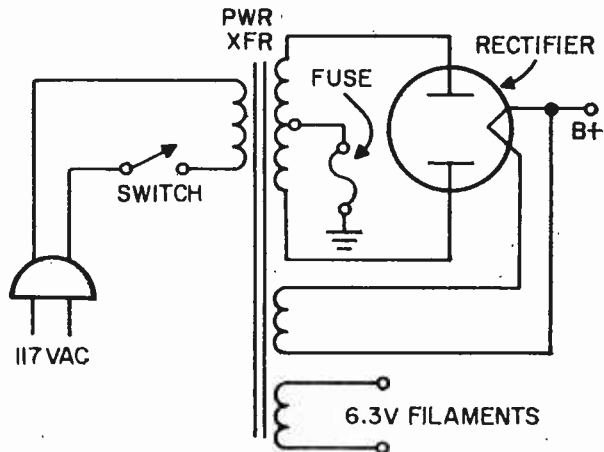 PWR
XFR
RECTIFIER
FUSE
B+
SWITCH
117 VAC
6.3V FILAMENTS